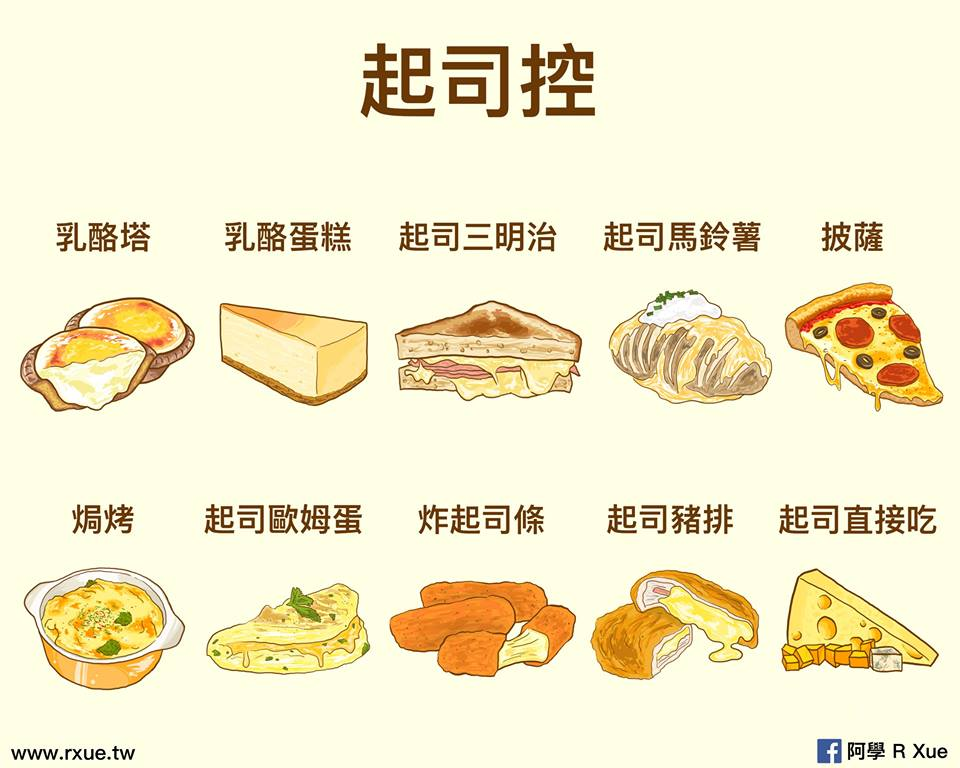 起司控
乳酪塔 乳酪蛋糕 起司三明治 起司馬鈴薯 披薩
焗烤 起司歐姆蛋 炸起司條 起司豬排 起司直接吃
www.rxue.tw
阿學 R Xue